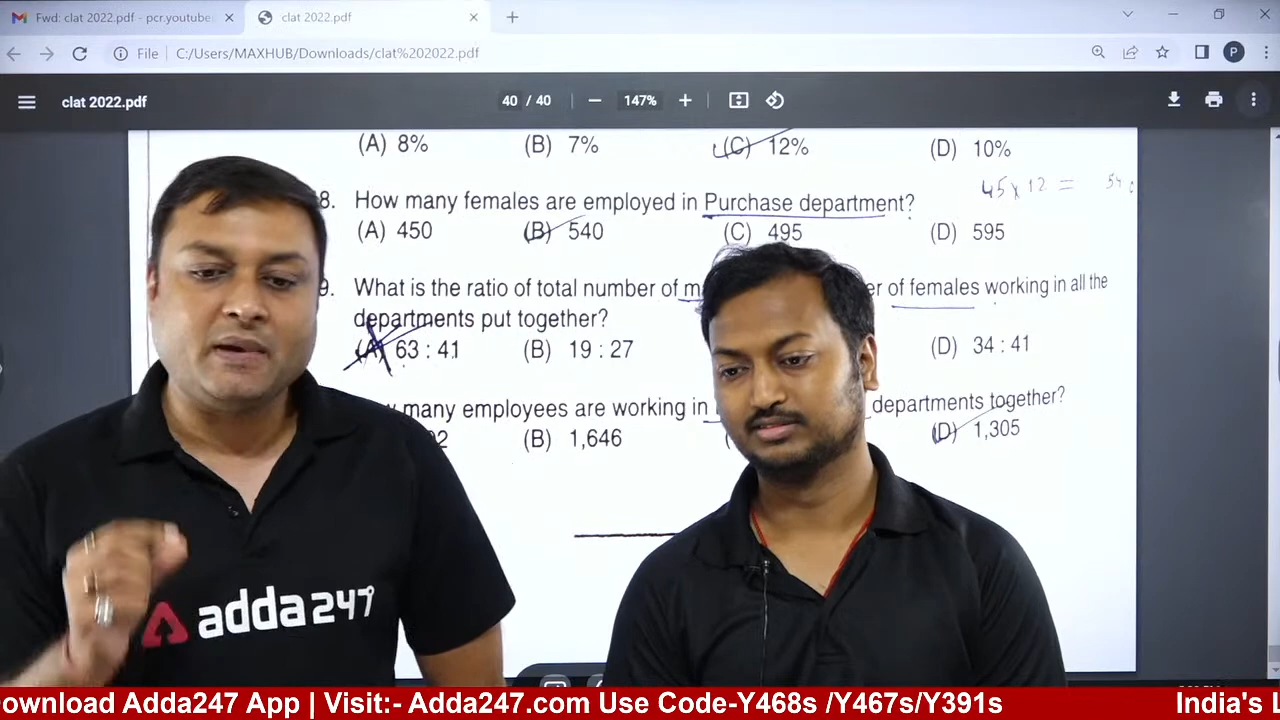 Fwd: clat 2022.pdf - pcr.youtube
clat 2022.pdf
File C:/Users/MAXHUB/Downloads/clat%202022.pdf
P
clat 2022.pdf
40 / 40
147%
(A) 8% (B) 7% (C) 12% (D) 10%
45 x 12 =
8. How many females are employed in Purchase department?
(A) 450 (B) 540 (C) 495 (D) 595
9. What is the ratio of total number of of females working in all the
departments put together?
(A) 63 : 41 (B) 19 : 27 (D) 34 : 41
many employees are working in departments together?
(B) 1,646 (D) 1,305
adda247
ownload Adda247 App | Visit:- Adda247.com Use Code-Y468s /Y467s/Y391s India's